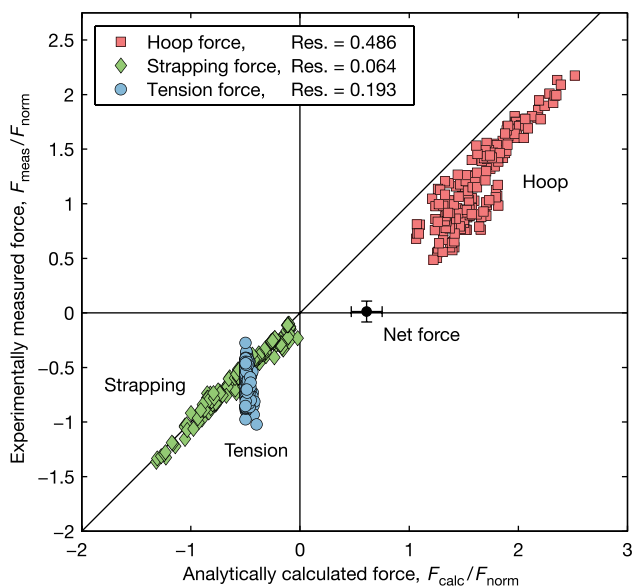 Hoop force, Res. = 0.486
Strapping force, Res. = 0.064
Tension force, Res. = 0.193
2
1.5
1
0.5
0
−0.5
−1
−1.5
−2
Experimentally measured force, F_meas/F_norm
Hoop
Net force
Strapping
Tension
−2 −1 0 1 2 3
Analytically calculated force, F_calc/F_norm